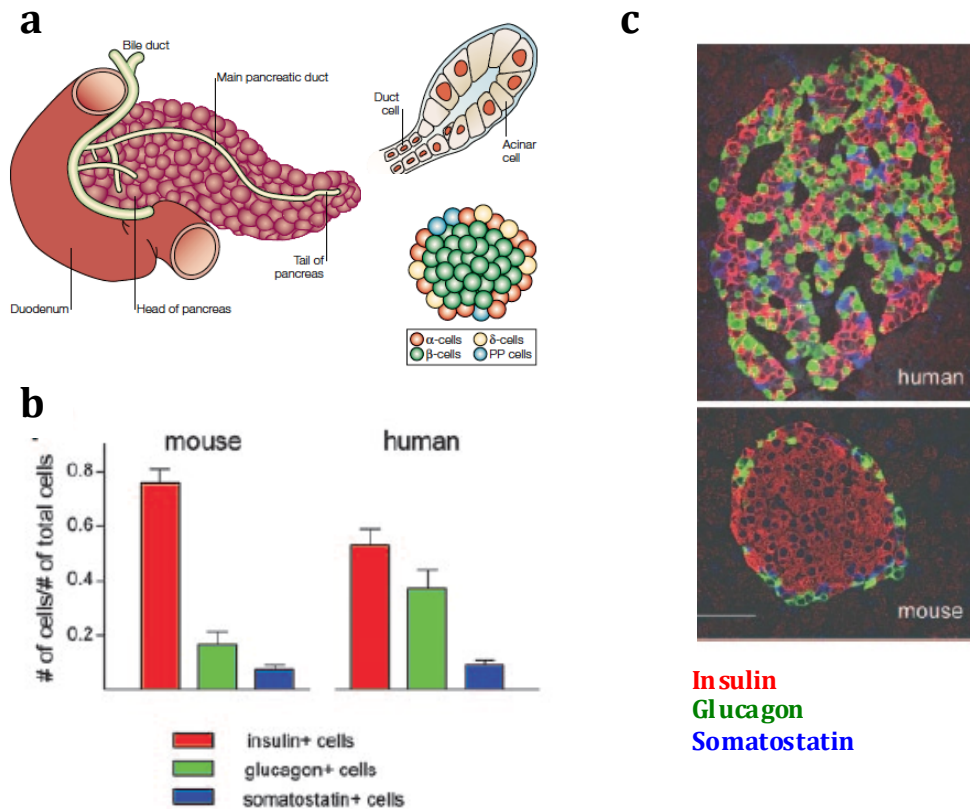 a
Bile duct
Main pancreatic duct
Duct
cell
Acinar
cell
Tail of
pancreas
Duodenum
Head of pancreas
α-cells
δ-cells
β-cells
PP cells
b
mouse
human
# of cells/# of total cells
0.8
0.6
0.4
0.2
insulin+ cells
glucagon+ cells
somatostatin+ cells
c
human
mouse
Insulin
Glucagon
Somatostatin